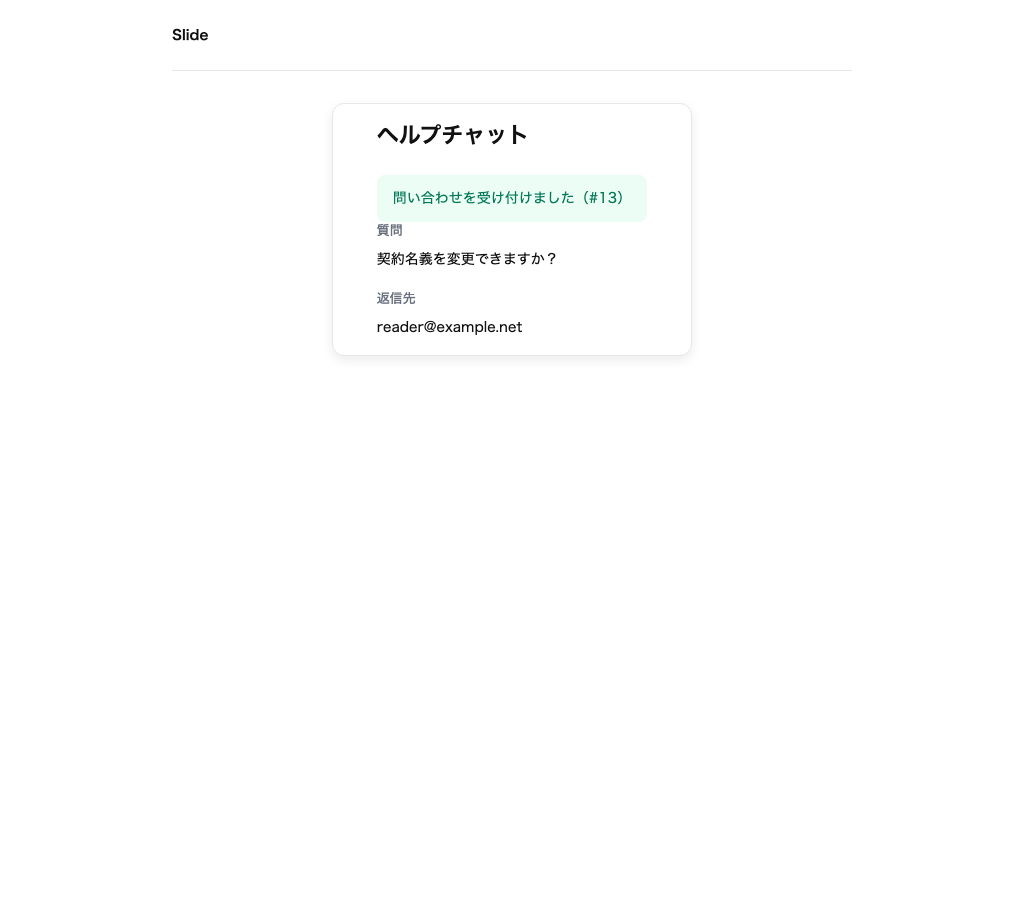 Slide
ヘルプチャット
問い合わせを受け付けました（#13）
質問
契約名義を変更できますか？
返信先
reader@example.net